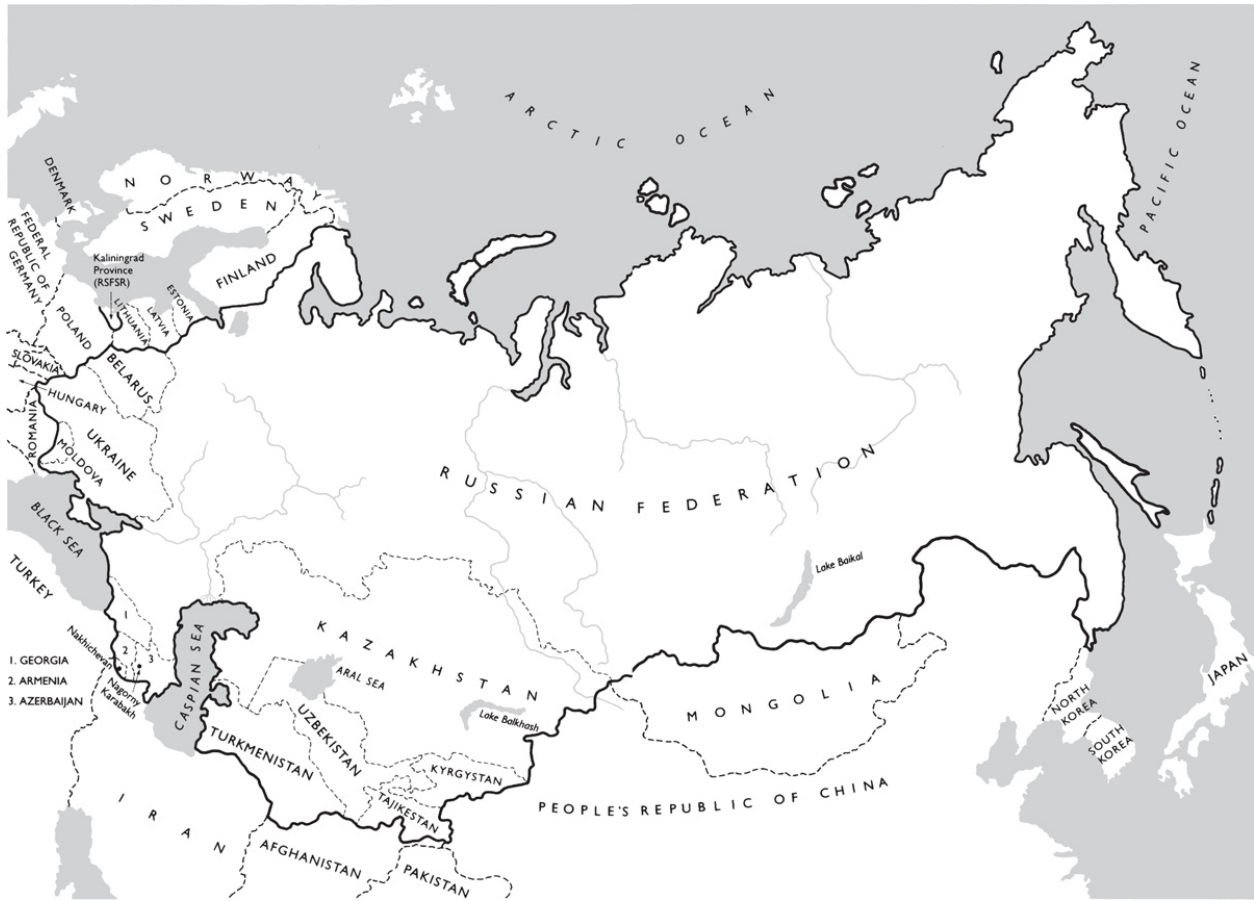 ARCTIC OCEAN
PACIFIC OCEAN
NORWAY
SWEDEN
DENMARK
FINLAND
FEDERAL
REPUBLIC OF
GERMANY
Kaliningrad
Province
(RSFSR)
ESTONIA
LATVIA
LITHUANIA
POLAND
BELARUS
SLOVAKIA
HUNGARY
ROMANIA
UKRAINE
MOLDOVA
RUSSIAN FEDERATION
BLACK SEA
TURKEY
Lake Baikal
1
2
3
Nakhichevan
Nagorny
Karabakh
1. GEORGIA
2. ARMENIA
3. AZERBAIJAN
CASPIAN SEA
KAZAKHSTAN
ARAL SEA
Lake Balkhash
UZBEKISTAN
TURKMENISTAN
KYRGYSTAN
TAJIKESTAN
MONGOLIA
PEOPLE'S REPUBLIC OF CHINA
NORTH
KOREA
SOUTH
KOREA
JAPAN
IRAN
AFGHANISTAN
PAKISTAN